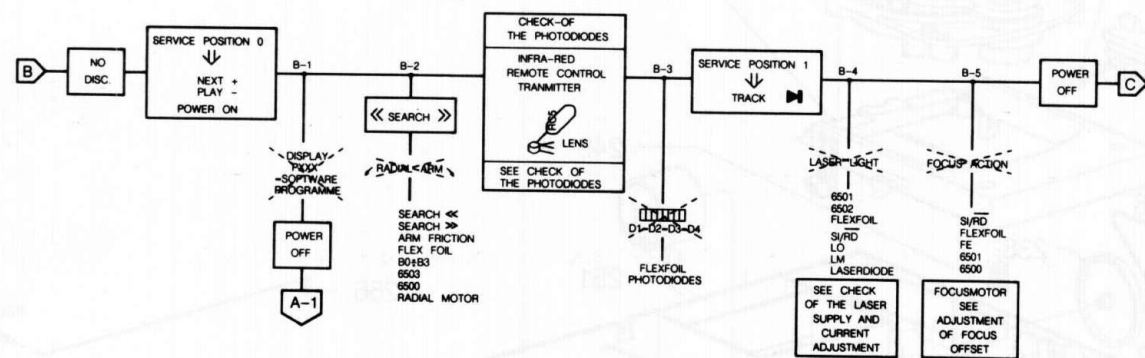 B
NO
DISC.
SERVICE POSITION 0
NEXT +
PLAY -
POWER ON
B-1
DISPLAY
PXXX
=SOFTWARE
PROGRAMME
POWER
OFF
A-1
B-2
≪ SEARCH ≫
RADIAL ARM
SEARCH ≪
SEARCH ≫
ARM FRICTION
FLEX FOIL
B0÷B3
6503
6500
RADIAL MOTOR
CHECK-OF
THE PHOTODIODES
INFRA-RED
REMOTE CONTROL
TRANMITTER
RC5
LENS
SEE CHECK OF
THE PHOTODIODES
B-3
D1-D2-D3-D4
FLEXFOIL
PHOTODIODES
SERVICE POSITION 1
TRACK
B-4
LASER-LIGHT
6501
6502
FLEXFOIL
SI/RD
LO
LM
LASERDIODE
SEE CHECK
OF THE LASER
SUPPLY AND
CURRENT
ADJUSTMENT
B-5
FOCUS ACTION
SI/RD
FLEXFOIL
FE
6501
6500
FOCUSMOTOR
SEE
ADJUSTMENT
OF FOCUS
OFFSET
POWER
OFF
C